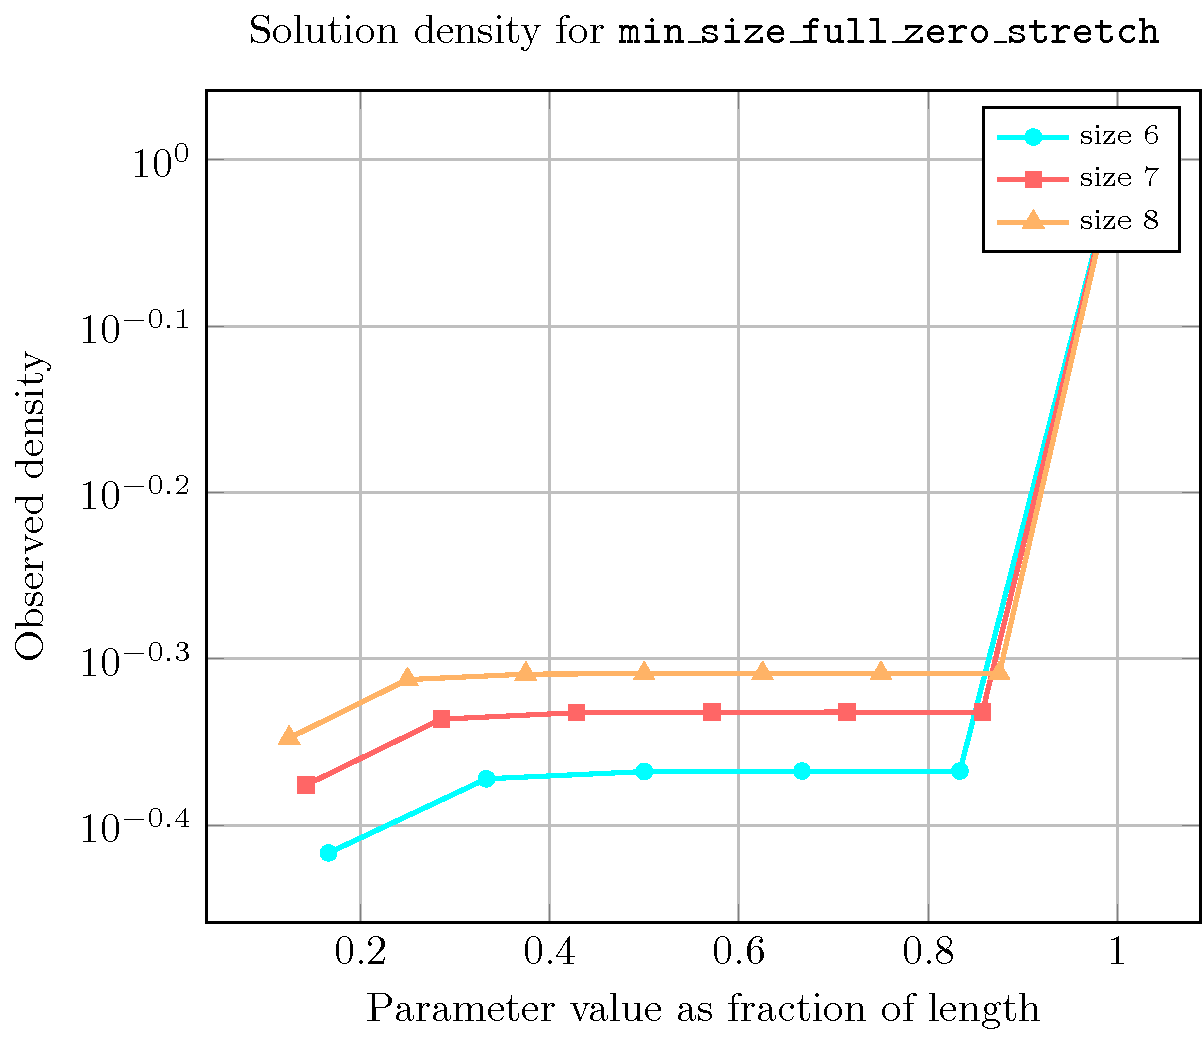 Solution density for min_size_full_zero_stretch
size 6
size 7
size 8
10^0
10^−0.1
10^−0.2
10^−0.3
10^−0.4
Observed density
0.2 0.4 0.6 0.8 1
Parameter value as fraction of length